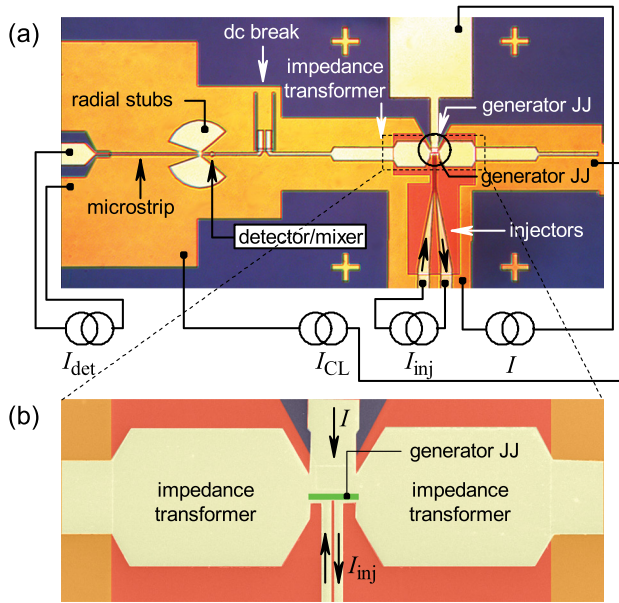 (a)
dc break
impedance
transformer
radial stubs
generator JJ
generator JJ
microstrip
detector/mixer
injectors
I_det
I_CL
I_inj
I
(b)
I
generator JJ
impedance
transformer
impedance
transformer
I_inj